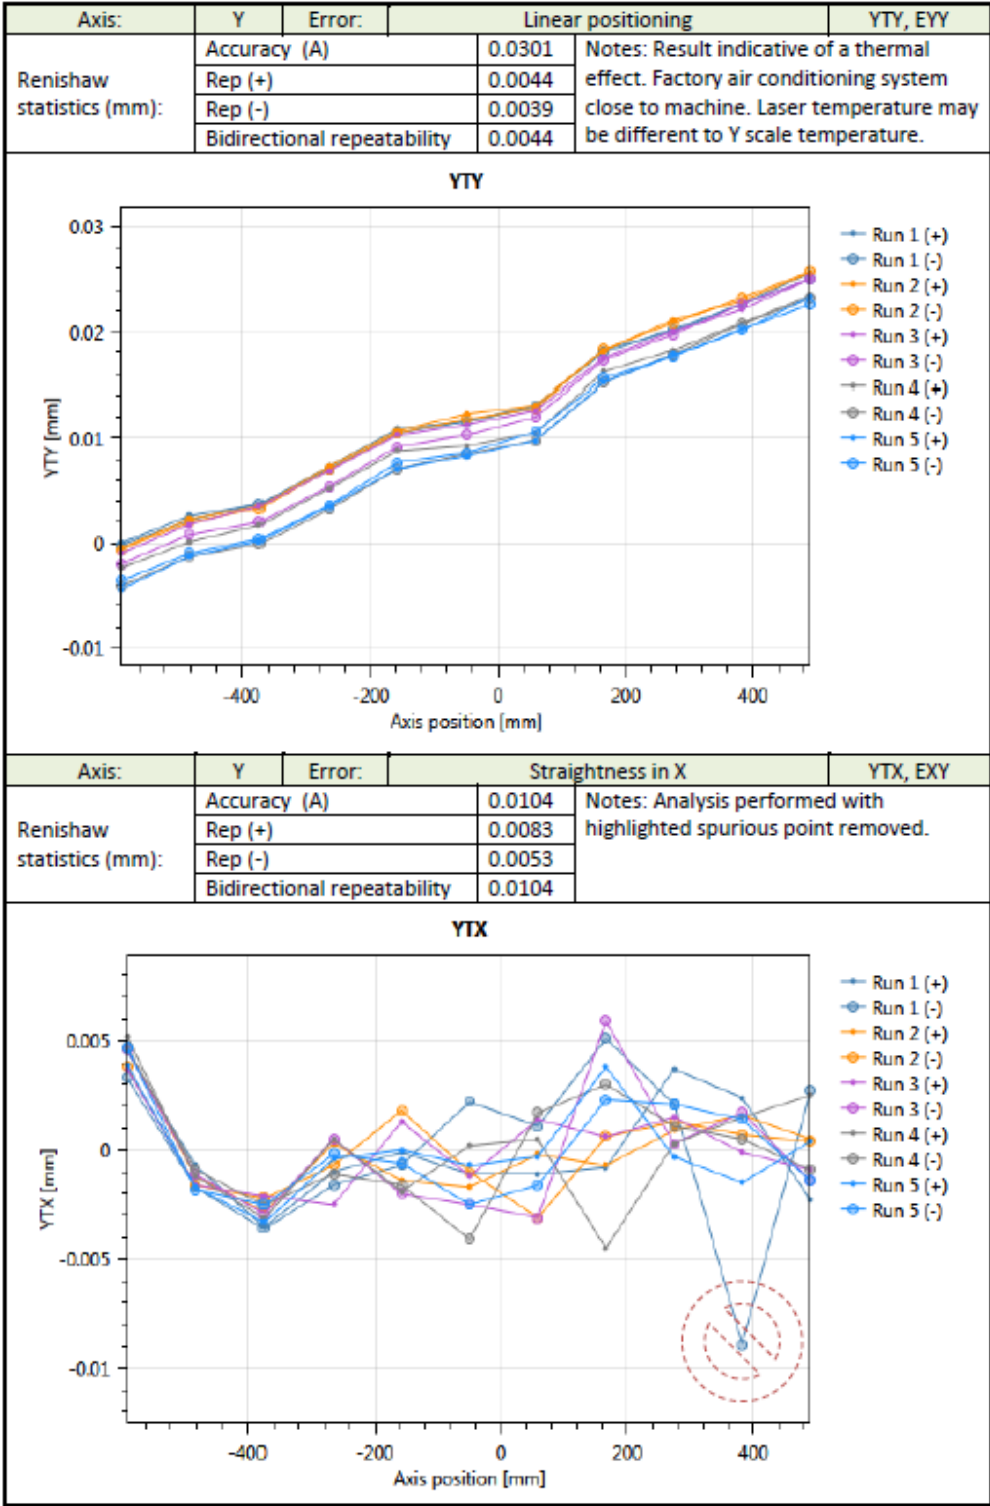 Axis: Y Error: Linear positioning YTY, EYY
Renishaw statistics (mm):
Accuracy (A) 0.0301
Rep (+) 0.0044
Rep (-) 0.0039
Bidirectional repeatability 0.0044
Notes: Result indicative of a thermal
effect. Factory air conditioning system
close to machine. Laser temperature may
be different to Y scale temperature.
YTY
0.03
0.02
0.01
0
-0.01
YTY [mm]
-400 -200 0 200 400
Axis position [mm]
Run 1 (+)
Run 1 (-)
Run 2 (+)
Run 2 (-)
Run 3 (+)
Run 3 (-)
Run 4 (+)
Run 4 (-)
Run 5 (+)
Run 5 (-)
Axis: Y Error: Straightness in X YTX, EXY
Renishaw statistics (mm):
Accuracy (A) 0.0104
Rep (+) 0.0083
Rep (-) 0.0053
Bidirectional repeatability 0.0104
Notes: Analysis performed with
highlighted spurious point removed.
YTX
0.005
0
-0.005
-0.01
YTX [mm]
-400 -200 0 200 400
Axis position [mm]
Run 1 (+)
Run 1 (-)
Run 2 (+)
Run 2 (-)
Run 3 (+)
Run 3 (-)
Run 4 (+)
Run 4 (-)
Run 5 (+)
Run 5 (-)